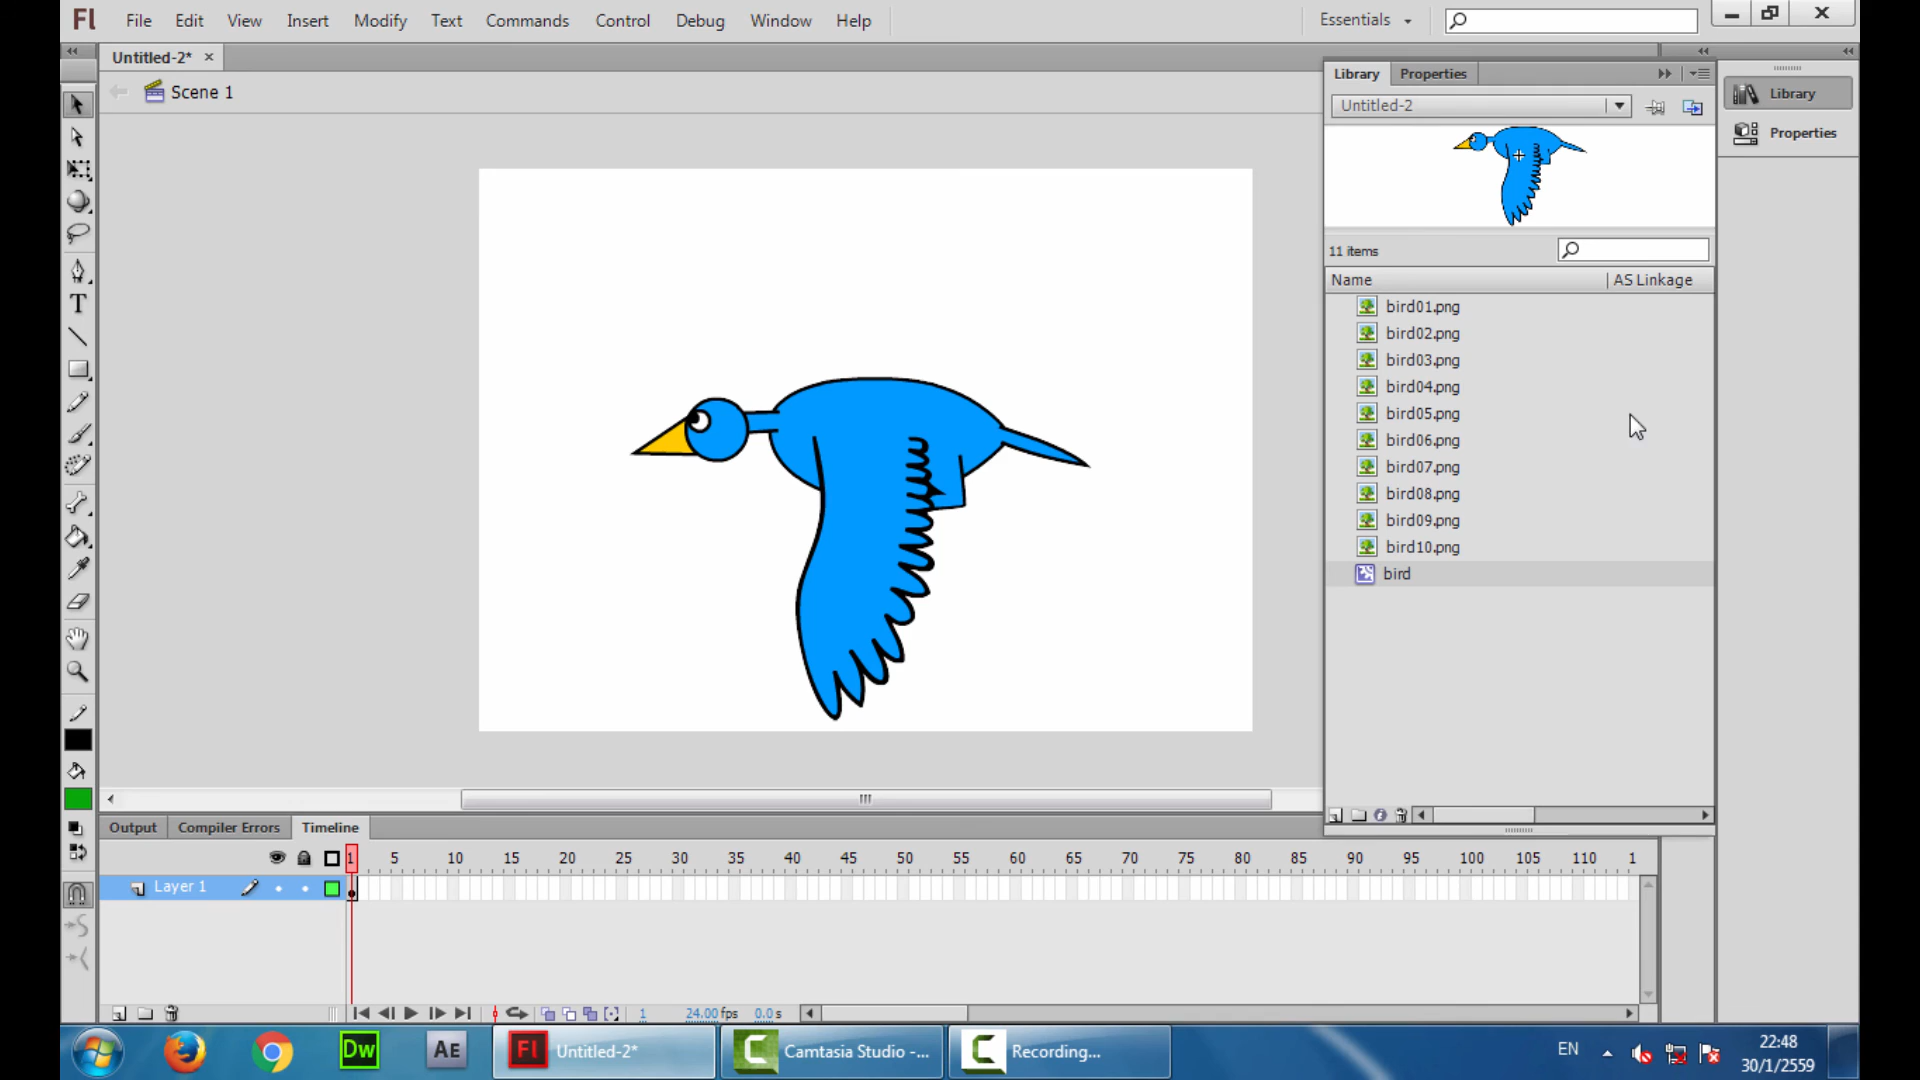 Fl File Edit View Insert Modify Text Commands Control Debug Window Help Essentials
Untitled-2*
Scene 1
Library Properties
Untitled-2
11 items
Name AS Linkage
bird01.png
bird02.png
bird03.png
bird04.png
bird05.png
bird06.png
bird07.png
bird08.png
bird09.png
bird10.png
bird
Library
Properties
T
Output Compiler Errors Timeline
1 5 10 15 20 25 30 35 40 45 50 55 60 65 70 75 80 85 90 95 100 105 110 1
Layer 1
1 24.00 fps 0.0 s
Dw AE Fl Untitled-2* Camtasia Studio -... Recording... EN
22:48
30/1/2559